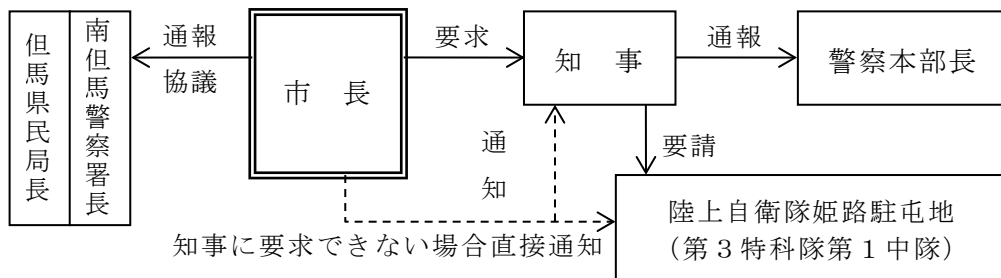 但馬県民局長
南但馬警察署長
通報
協議
市　長
要求
知　事
通報
警察本部長
通知
要請
知事に要求できない場合直接通知
陸上自衛隊姫路駐屯地
（第３特科隊第１中隊）